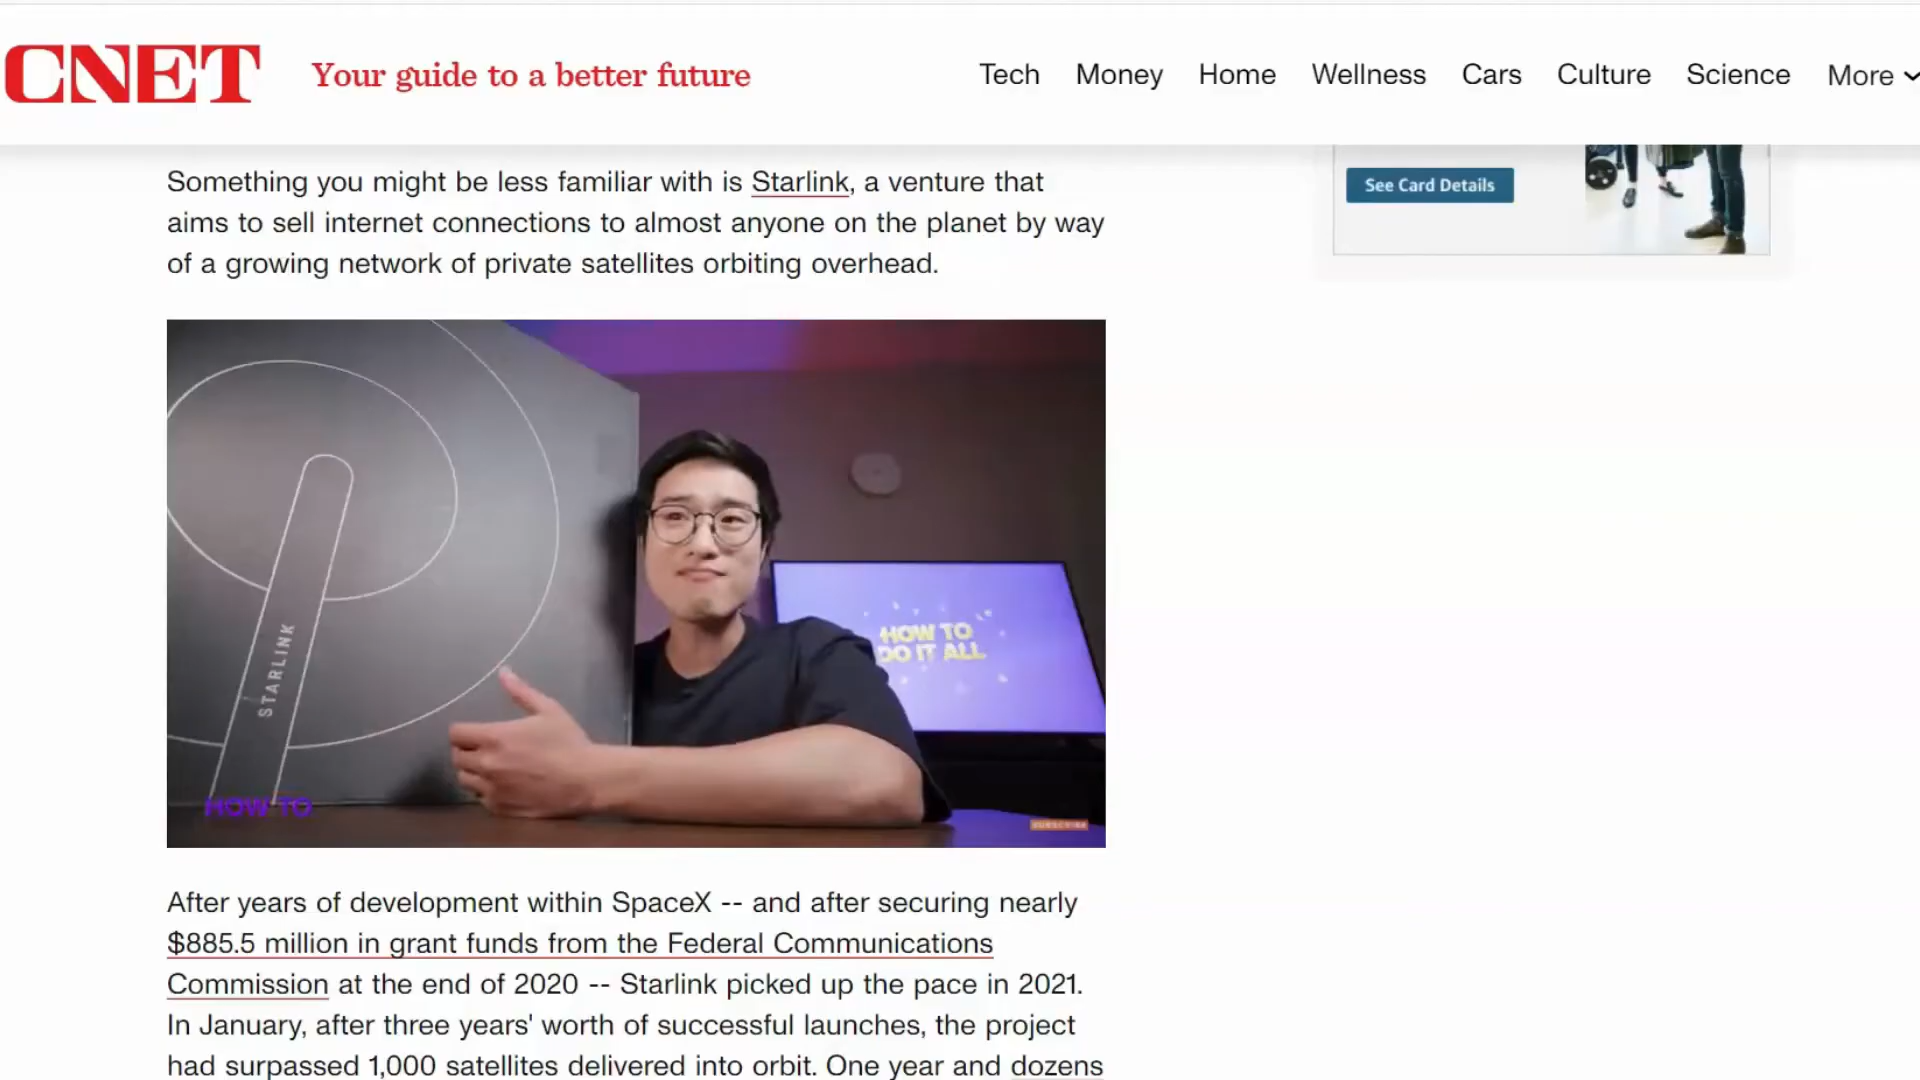 CNET
Your guide to a better future
Tech Money Home Wellness Cars Culture Science More
See Card Details
Something you might be less familiar with is Starlink, a venture that
aims to sell internet connections to almost anyone on the planet by way
of a growing network of private satellites orbiting overhead.
STARLINK
HOW TO
DO IT ALL
HOW TO
SUBSCRIBE
After years of development within SpaceX -- and after securing nearly
$885.5 million in grant funds from the Federal Communications
Commission at the end of 2020 -- Starlink picked up the pace in 2021.
In January, after three years' worth of successful launches, the project
had surpassed 1,000 satellites delivered into orbit. One year and dozens